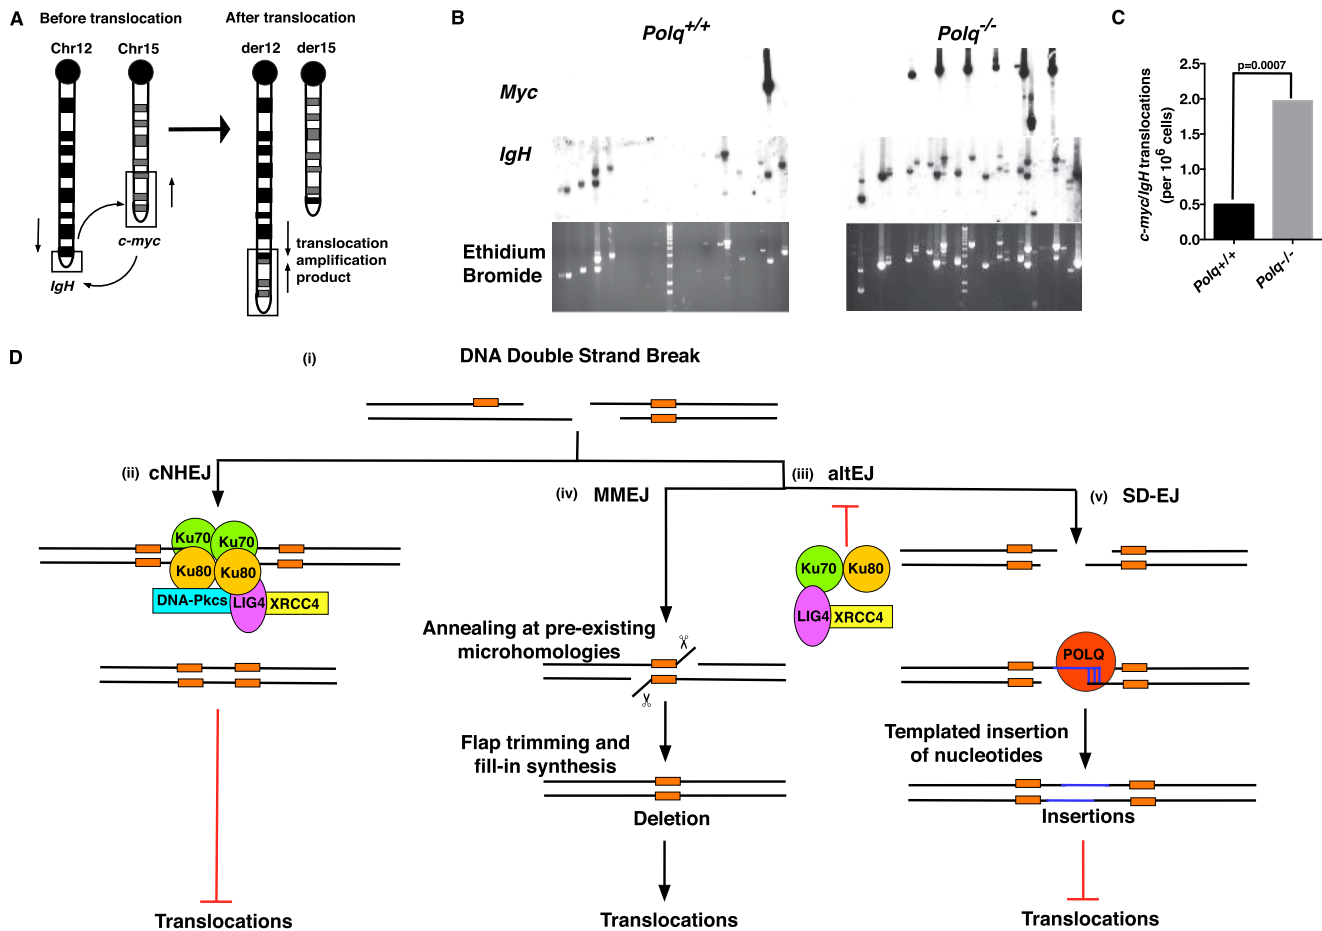 A
Before translocation
After translocation
Chr12
Chr15
der12
der15
c-myc
IgH
translocation
amplification
product
B
Polq+/+
Polq-/-
Myc
IgH
Ethidium
Bromide
C
p=0.0007
c-myc/IgH translocations
(per 10^6 cells)
2.5
2.0
1.5
1.0
0.5
0.0
Polq+/+
Polq-/-
D
(i)
DNA Double Strand Break
(ii) cNHEJ
(iii) altEJ
(iv) MMEJ
(v) SD-EJ
Ku70
Ku70
Ku80
Ku80
DNA-Pkcs
LIG4
XRCC4
Ku70
Ku80
LIG4
XRCC4
Annealing at pre-existing
microhomologies
POLQ
Flap trimming and
fill-in synthesis
Templated insertion
of nucleotides
Deletion
Insertions
Translocations
Translocations
Translocations